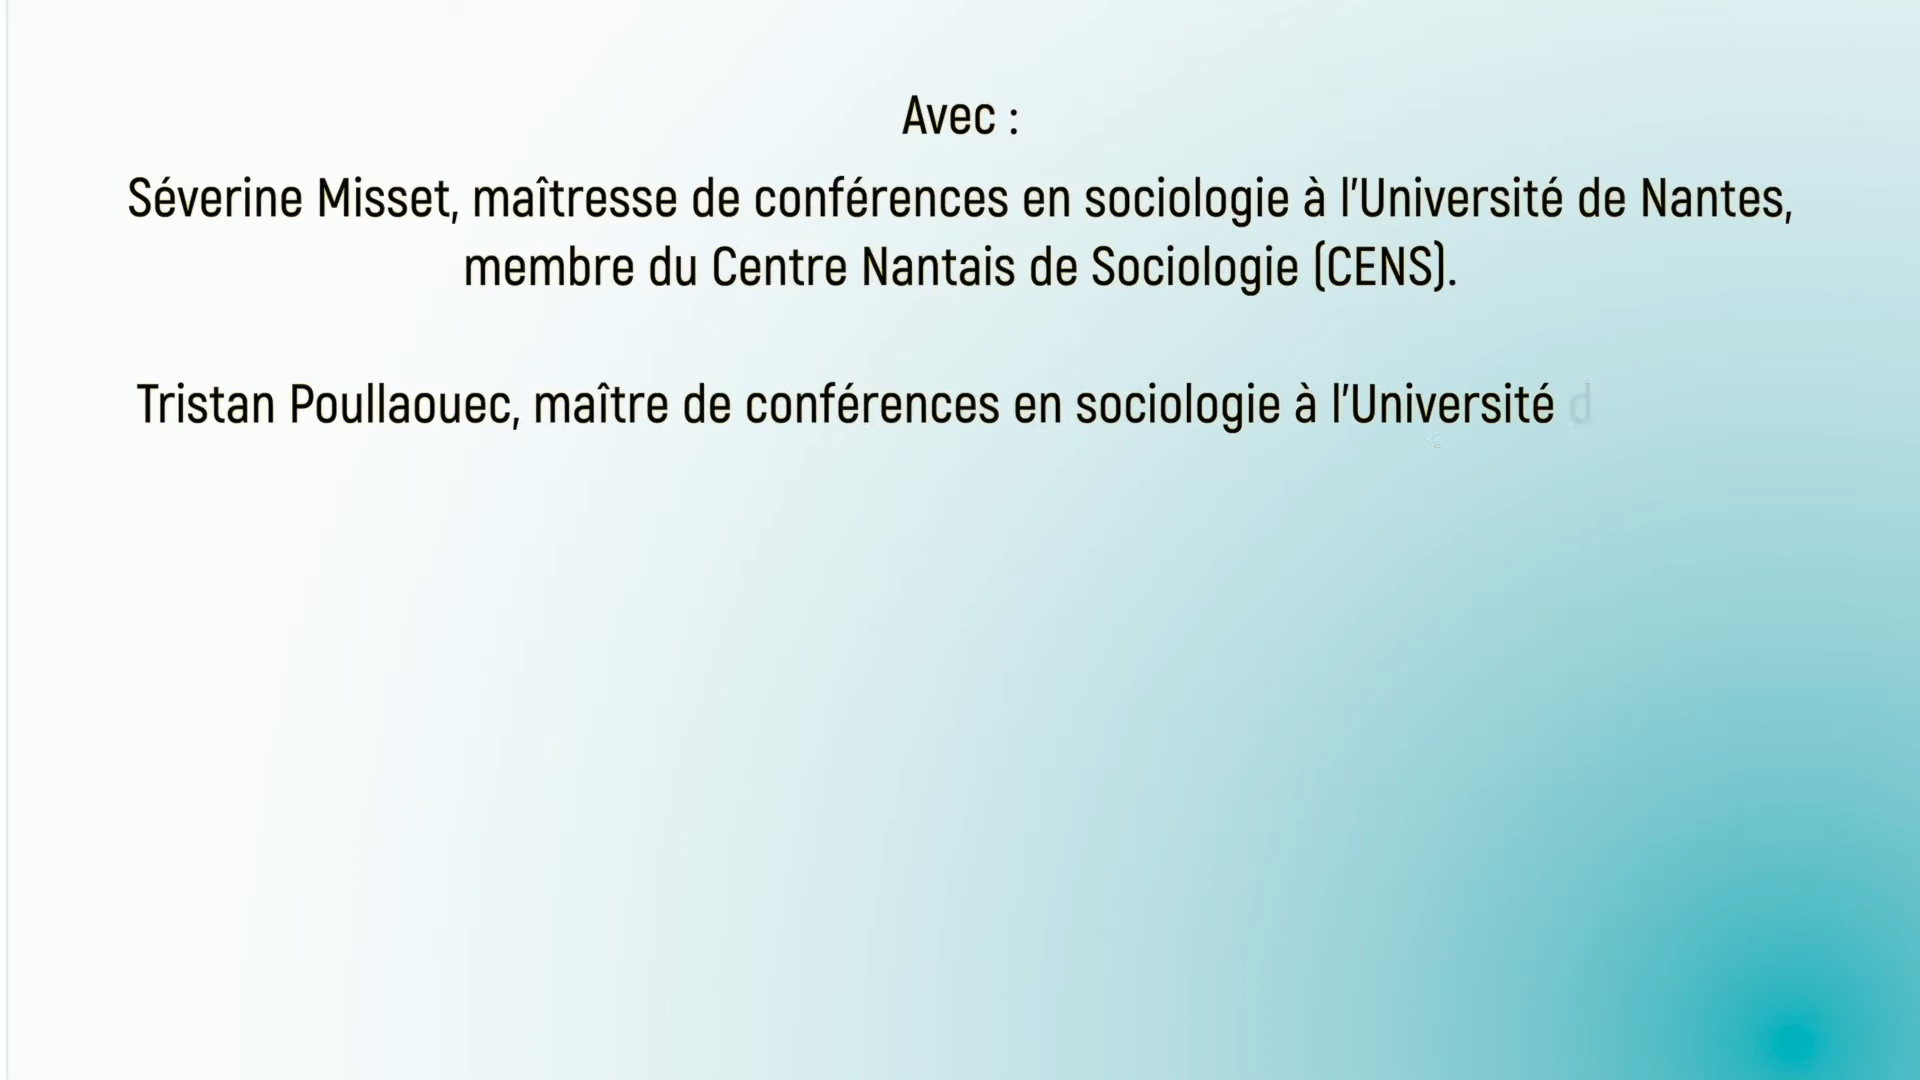 Avec :
Séverine Misset, maîtresse de conférences en sociologie à l'Université de Nantes,
membre du Centre Nantais de Sociologie (CENS).
Tristan Poullaouec, maître de conférences en sociologie à l'Université d